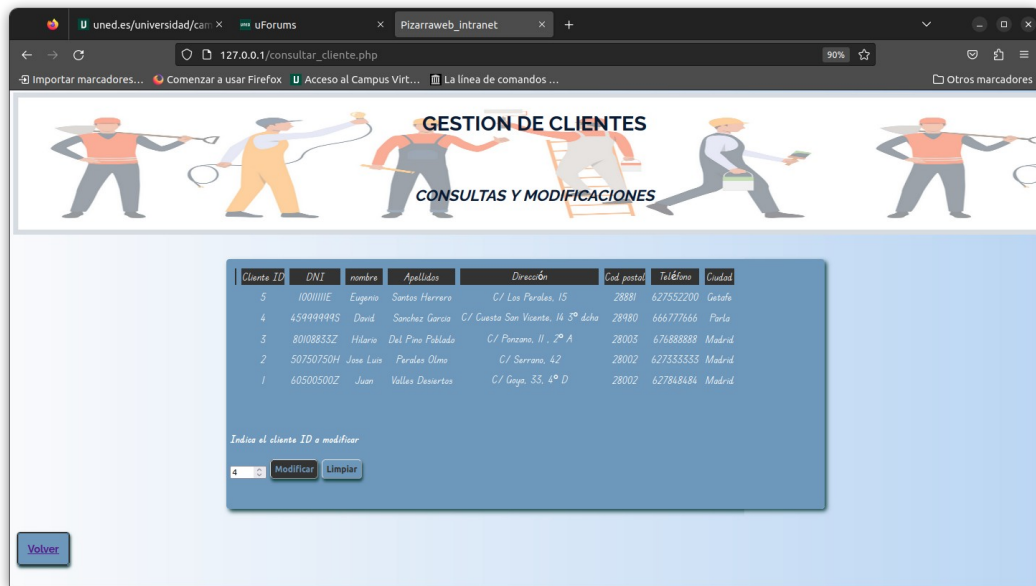 uned.es/universidad/cam
uForums
Pizarraweb_intranet
127.0.0.1/consultar_cliente.php
90%
Importar marcadores…
Comenzar a usar Firefox
Acceso al Campus Virt…
La línea de comandos …
Otros marcadores
GESTION DE CLIENTES
CONSULTAS Y MODIFICACIONES
Cliente ID DNI nombre Apellidos Dirección Cod postal Teléfono Ciudad
5 10011111E Eugenio Santos Herrero C/ Los Perales, 15 28881 627552200 Getafe
4 45999999S David Sanchez Garcia C/ Cuesta San Vicente, 14 3º dcha 28980 666777666 Parla
3 80108833Z Hilario Del Pino Poblado C/ Ponzano, 11 , 2º A 28003 676888888 Madrid
2 50750750H Jose Luis Perales Olmo C/ Serrano, 42 28002 627333333 Madrid
1 60500500Z Juan Valles Desiertos C/ Goya, 33, 4º D 28002 627848484 Madrid
Indica el cliente ID a modificar
4 Modificar Limpiar
Volver